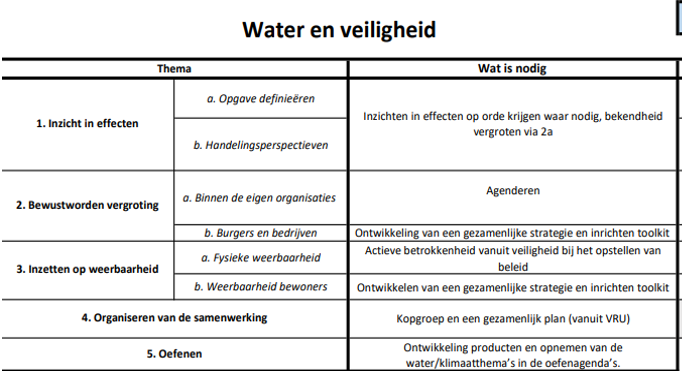 Water en veiligheid
Thema
Wat is nodig
1. Inzicht in effecten
a. Opgave definiëren
Inzichten in effecten op orde krijgen waar nodig, bekendheid
vergroten via 2a
b. Handelingsperspectieven
2. Bewustworden vergroting
a. Binnen de eigen organisaties
Agenderen
b. Burgers en bedrijven
Ontwikkeling van een gezamenlijke strategie en inrichten toolkit
3. Inzetten op weerbaarheid
a. Fysieke weerbaarheid
Actieve betrokkenheid vanuit veiligheid bij het opstellen van
beleid
b. Weerbaarheid bewoners
Ontwikkelen van een gezamenlijke strategie en inrichten toolkit
4. Organiseren van de samenwerking
Kopgroep en een gezamenlijk plan (vanuit VRU)
5. Oefenen
Ontwikkeling producten en opnemen van de
water/klimaatthema's in de oefenagenda's.